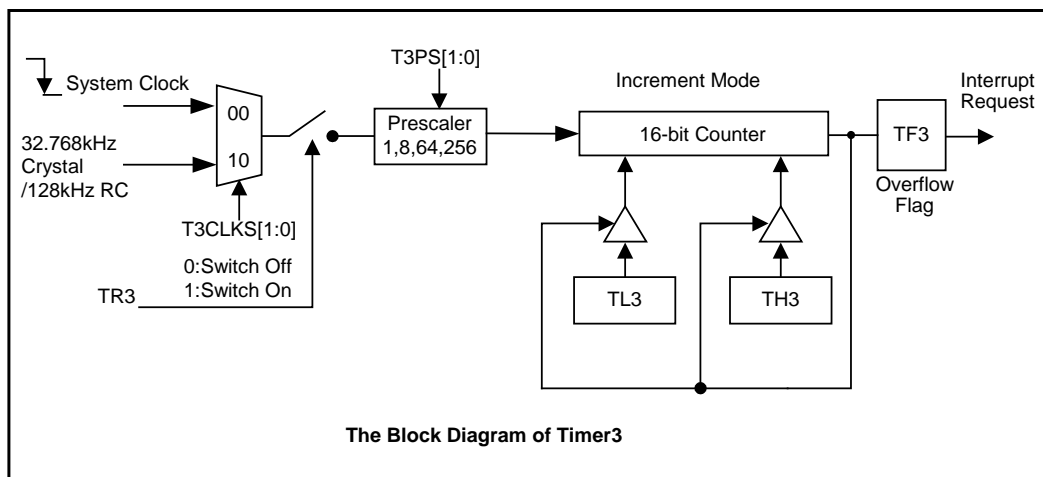 T3PS[1:0]
System Clock
Increment Mode
Interrupt
Request
00
Prescaler
1,8,64,256
16-bit Counter
TF3
32.768kHz
Crystal
/128kHz RC
10
Overflow
Flag
T3CLKS[1:0]
0:Switch Off
1:Switch On
TR3
TL3
TH3
The Block Diagram of Timer3